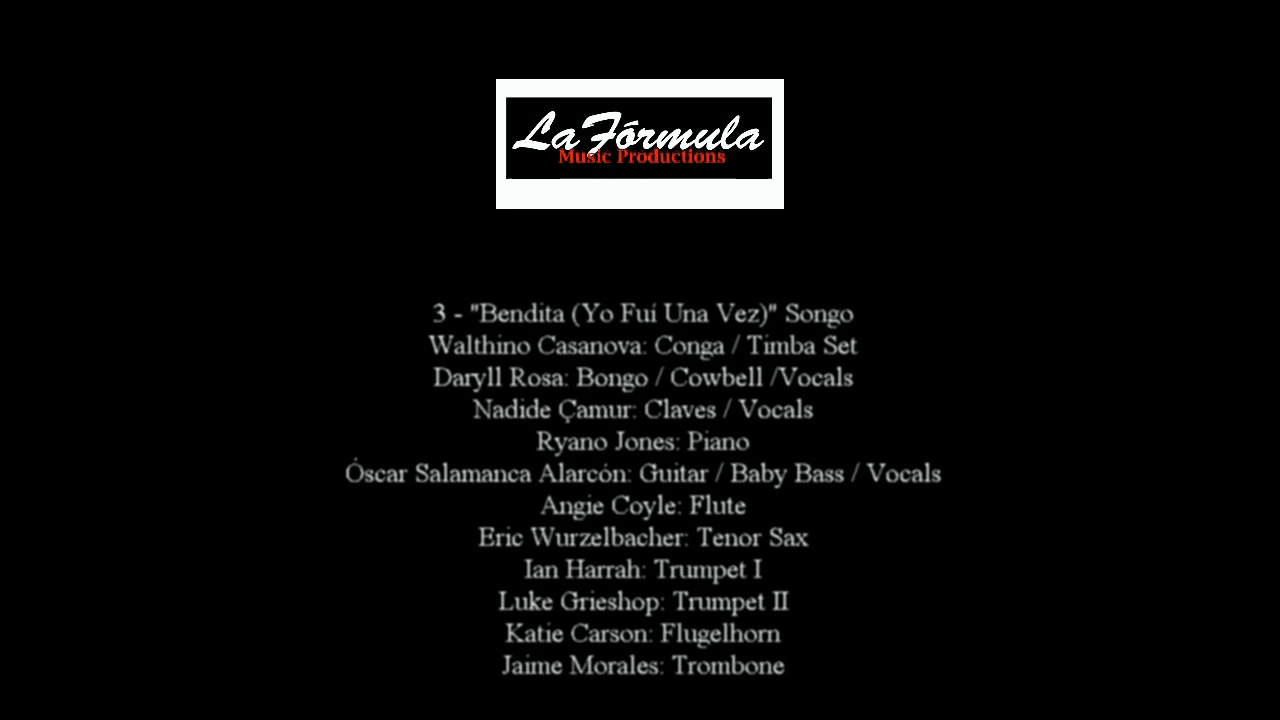 La Fórmula
Music Productions
3 - "Bendita (Yo Fuí Una Vez)" Songo
Walthino Casanova: Conga / Timba Set
Daryll Rosa: Bongo / Cowbell /Vocals
Nadide Çamur: Claves / Vocals
Ryano Jones: Piano
Óscar Salamanca Alarcón: Guitar / Baby Bass / Vocals
Angie Coyle: Flute
Eric Wurzelbacher: Tenor Sax
Ian Harrah: Trumpet I
Luke Grieshop: Trumpet II
Katie Carson: Flugelhorn
Jaime Morales: Trombone